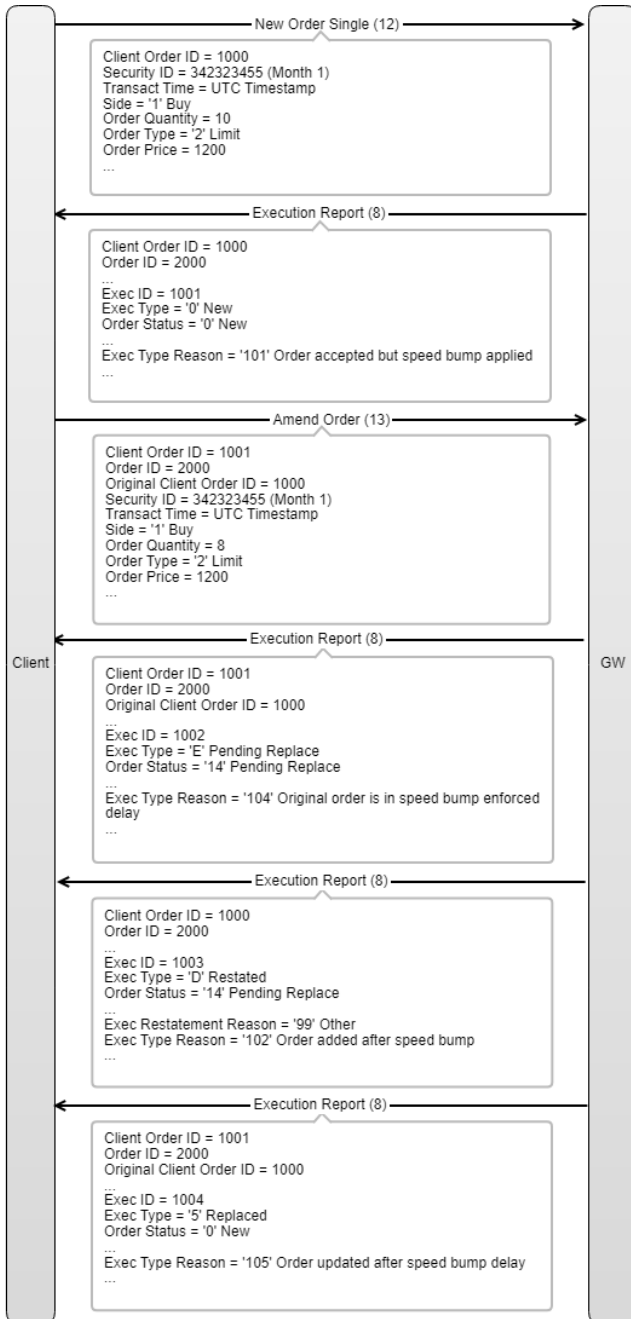 New Order Single (12)
Client Order ID = 1000
Security ID = 342323455 (Month 1)
Transact Time = UTC Timestamp
Side = '1' Buy
Order Quantity = 10
Order Type = '2' Limit
Order Price = 1200
...
Execution Report (8)
Client Order ID = 1000
Order ID = 2000
...
Exec ID = 1001
Exec Type = '0' New
Order Status = '0' New
...
Exec Type Reason = '101' Order accepted but speed bump applied
...
Amend Order (13)
Client Order ID = 1001
Order ID = 2000
Original Client Order ID = 1000
Security ID = 342323455 (Month 1)
Transact Time = UTC Timestamp
Side = '1' Buy
Order Quantity = 8
Order Type = '2' Limit
Order Price = 1200
...
Execution Report (8)
Client
GW
Client Order ID = 1001
Order ID = 2000
Original Client Order ID = 1000
...
Exec ID = 1002
Exec Type = 'E' Pending Replace
Order Status = '14' Pending Replace
...
Exec Type Reason = '104' Original order is in speed bump enforced
delay
...
Execution Report (8)
Client Order ID = 1000
Order ID = 2000
...
Exec ID = 1003
Exec Type = 'D' Restated
Order Status = '14' Pending Replace
...
Exec Restatement Reason = '99' Other
Exec Type Reason = '102' Order added after speed bump
...
Execution Report (8)
Client Order ID = 1001
Order ID = 2000
Original Client Order ID = 1000
...
Exec ID = 1004
Exec Type = '5' Replaced
Order Status = '0' New
...
Exec Type Reason = '105' Order updated after speed bump delay
...